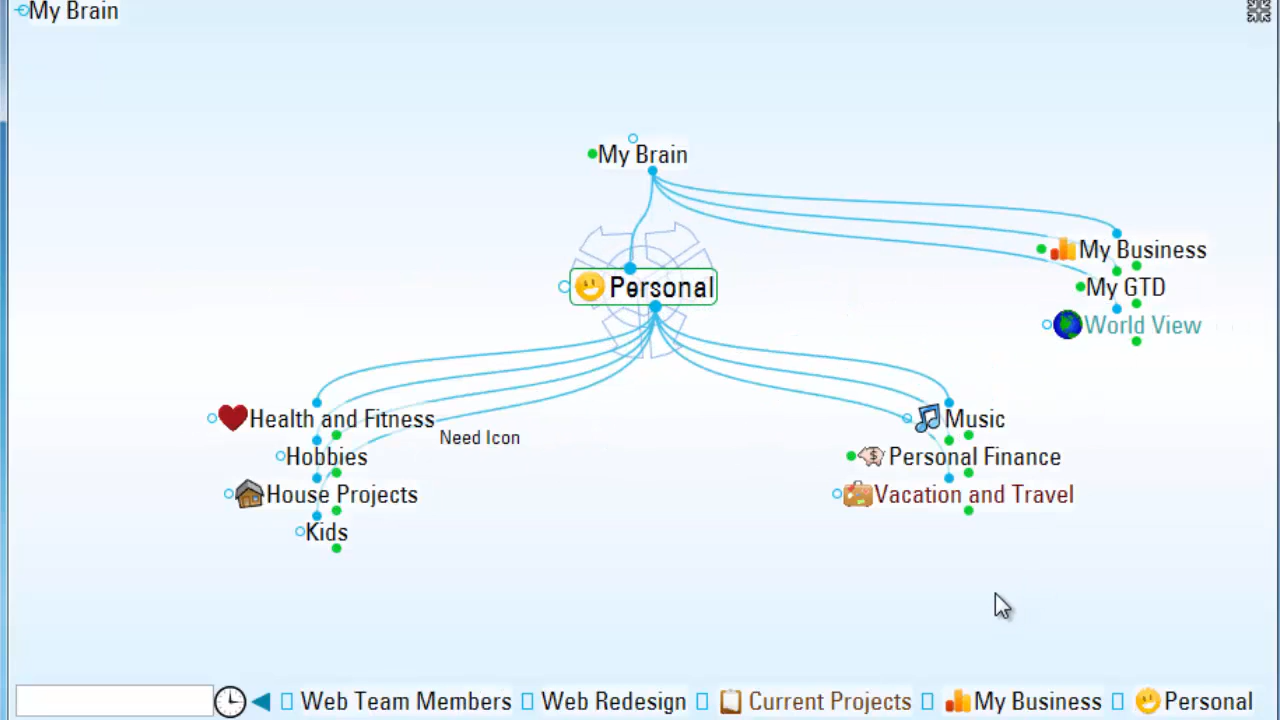 My Brain
My Brain
My Business
My GTD
World View
Personal
Health and Fitness
Need Icon
Hobbies
House Projects
Kids
Music
Personal Finance
Vacation and Travel
Web Team Members Web Redesign Current Projects My Business Personal